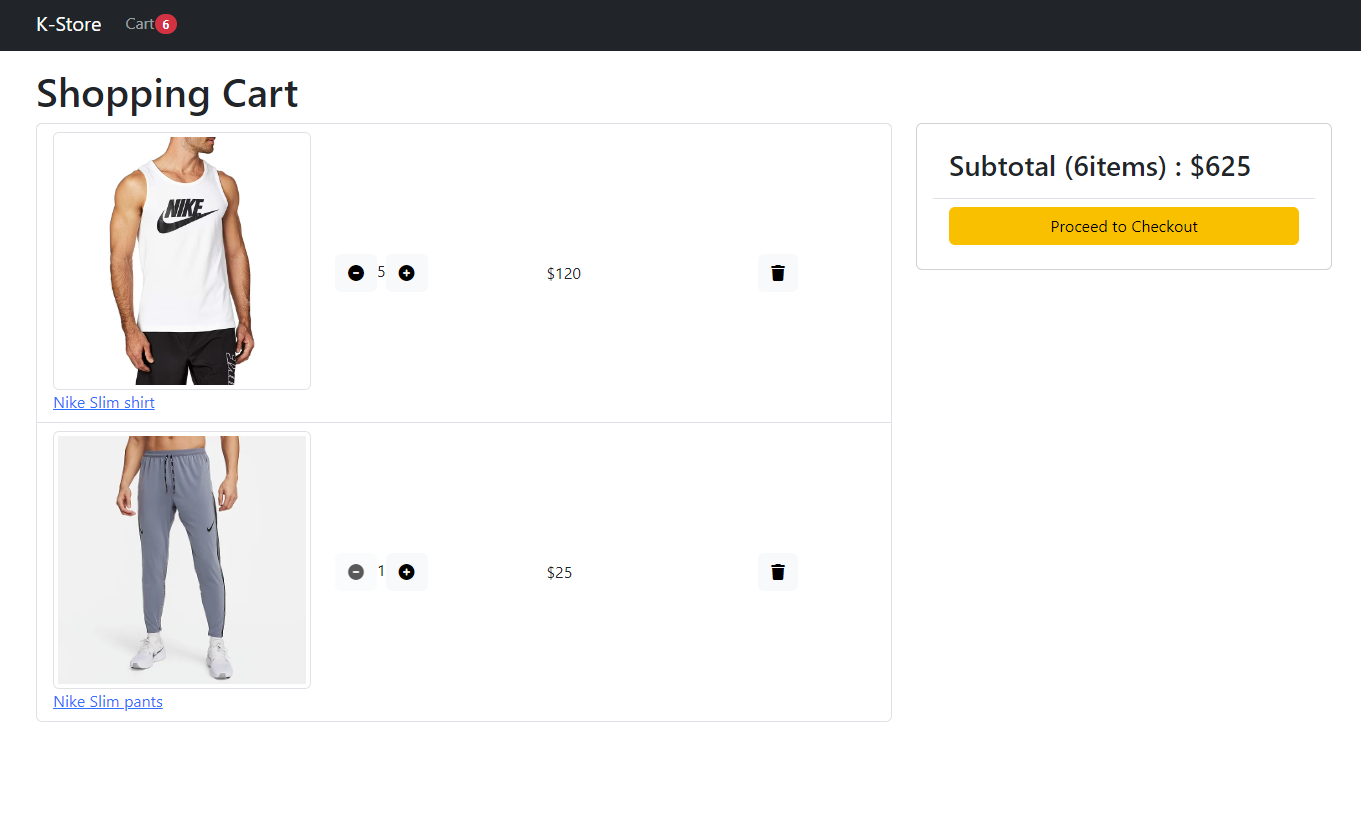 K-Store Cart 6
Shopping Cart
Subtotal (6items) : $625
Proceed to Checkout
NIKE
5 $120
Nike Slim shirt
1 $25
Nike Slim pants